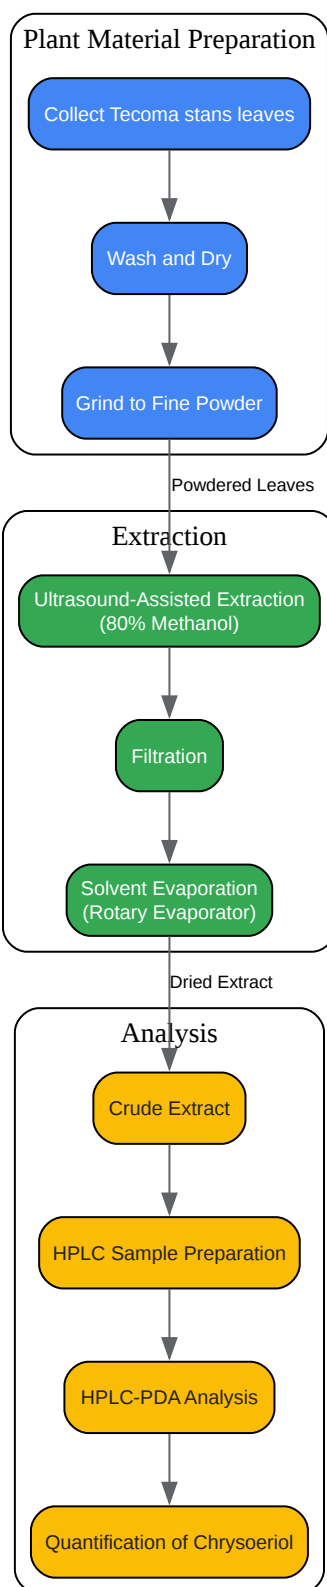 Plant Material Preparation
Collect Tecoma stans leaves
Wash and Dry
Grind to Fine Powder
Powdered Leaves
Extraction
Ultrasound-Assisted Extraction
(80% Methanol)
Filtration
Solvent Evaporation
(Rotary Evaporator)
Dried Extract
Analysis
Crude Extract
HPLC Sample Preparation
HPLC-PDA Analysis
Quantification of Chrysoeriol